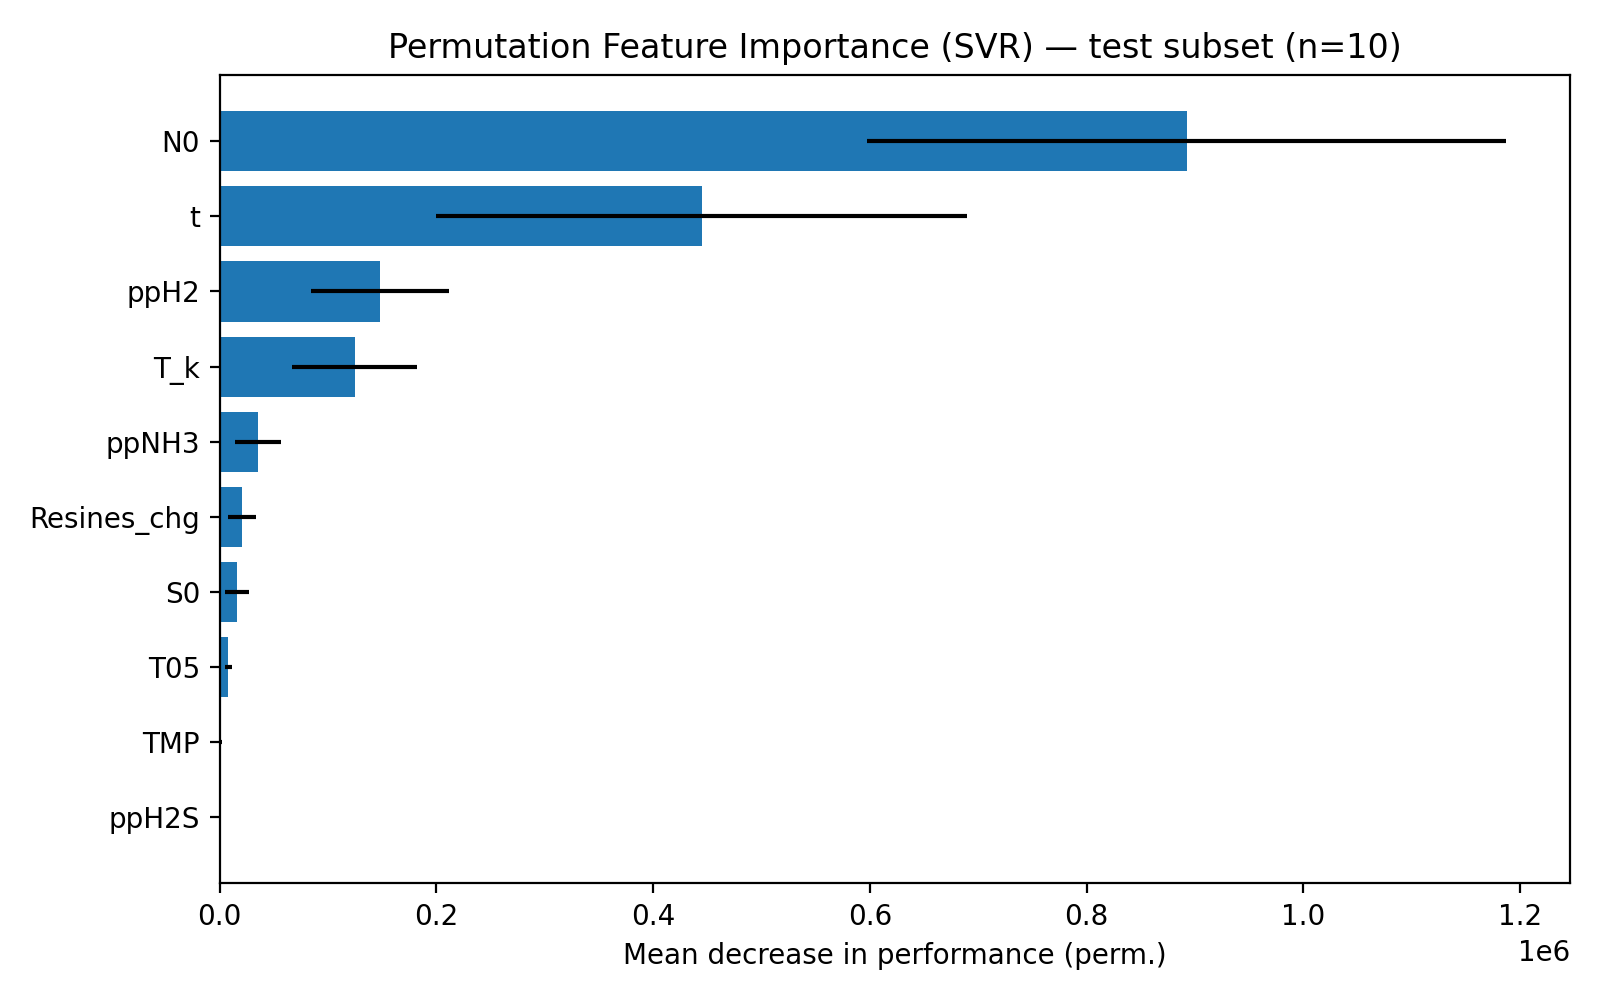 Permutation Feature Importance (SVR) — test subset (n=10)
N0
t
ppH2
T_k
ppNH3
Resines_chg
S0
T05
TMP
ppH2S
0.0 0.2 0.4 0.6 0.8 1.0 1.2
1e6
Mean decrease in performance (perm.)